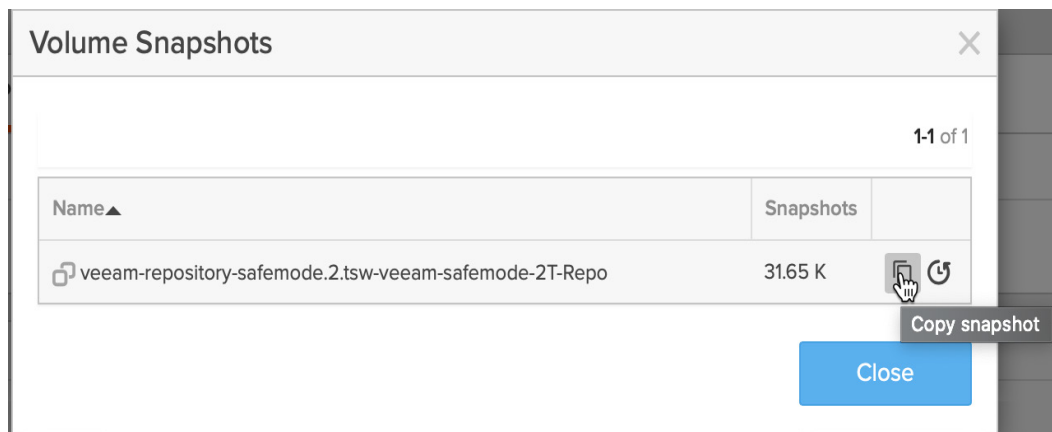 Volume Snapshots
1-1 of 1
Name Snapshots
veeam-repository-safemode.2.tsw-veeam-safemode-2T-Repo 31.65 K
Copy snapshot
Close